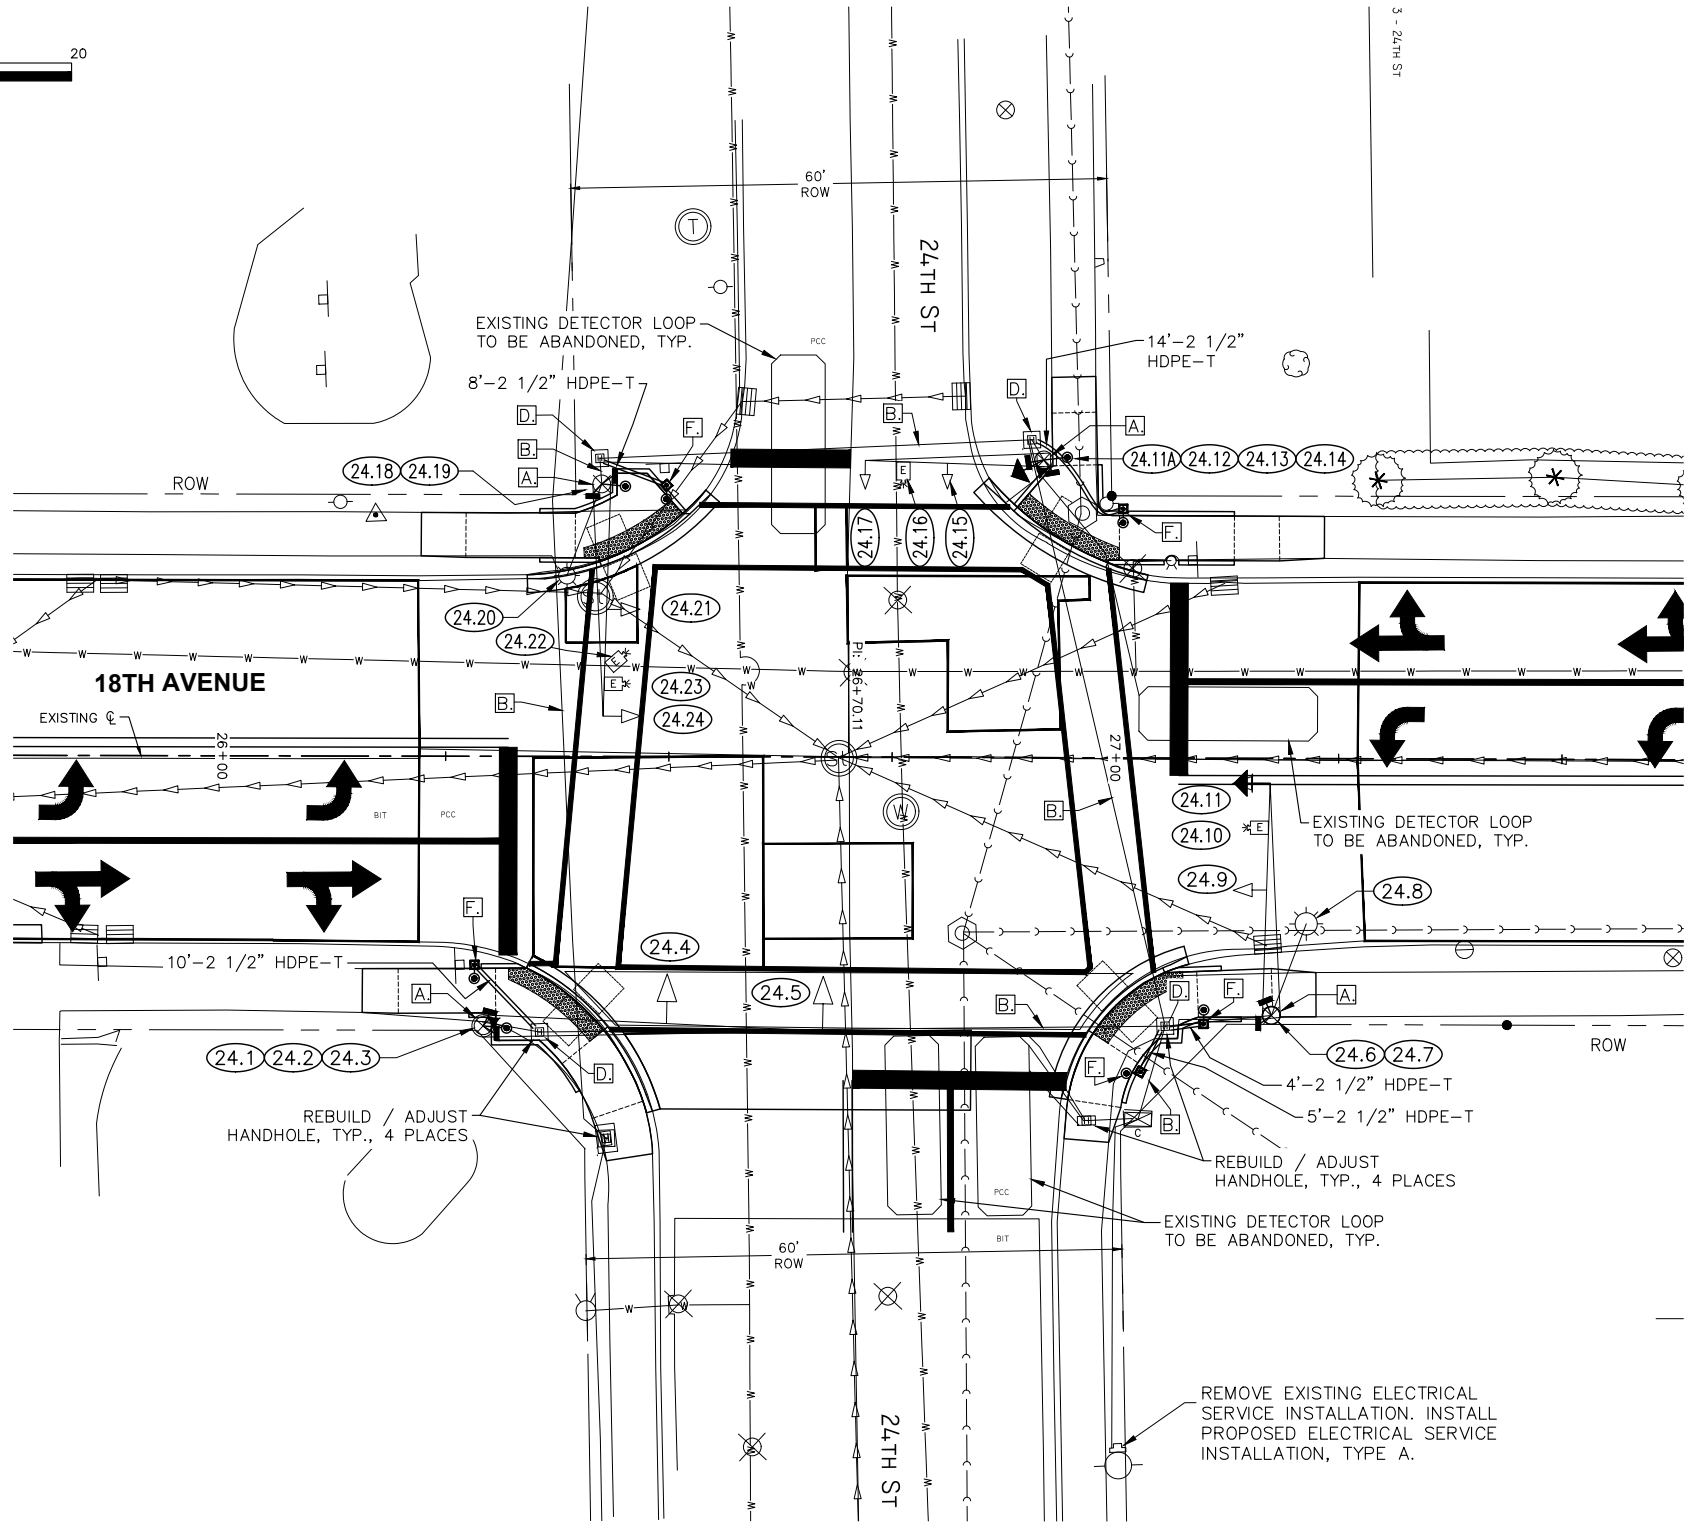 20
3 - 24TH ST
60'
ROW
T
24TH ST
EXISTING DETECTOR LOOP
TO BE ABANDONED, TYP.
PCC
14'-2 1/2"
HDPE-T
8'-2 1/2" HDPE-T
D.
D.
B.
F.
B.
A.
A.
E
24.18
24.19
24.11A
24.12
24.13
24.14
ROW
F.
24.17
24.16
24.15
24.20
24.21
24.22
E
E
24.23
24.24
18TH AVENUE
EXISTING ℄
26+00
B.
PI: 26+70.11
27+00
ST
ST
W
B.
24.11
24.10
E
24.9
24.8
EXISTING DETECTOR LOOP
TO BE ABANDONED, TYP.
BIT
PCC
F.
10'-2 1/2" HDPE-T
A.
24.4
24.5
B.
D.
F.
A.
24.1
24.2
24.3
D.
24.6
24.7
ROW
F.
4'-2 1/2" HDPE-T
5'-2 1/2" HDPE-T
B.
C
REBUILD / ADJUST
HANDHOLE, TYP., 4 PLACES
REBUILD / ADJUST
HANDHOLE, TYP., 4 PLACES
PCC
EXISTING DETECTOR LOOP
TO BE ABANDONED, TYP.
BIT
60'
ROW
24TH ST
REMOVE EXISTING ELECTRICAL
SERVICE INSTALLATION. INSTALL
PROPOSED ELECTRICAL SERVICE
INSTALLATION, TYPE A.